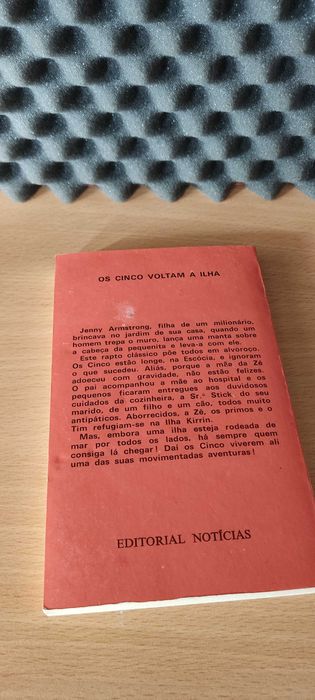 OS CINCO VOLTAM A ILHA
Jenny Armstrong, filha de um milionário,
brincava no jardim de sua casa, quando um
homem trepa o muro, lança uma manta sobre
a cabeça da pequenita e leva-a com ele.
Este rapto clássico põe todos em alvoroço.
Os Cinco estão longe, na Escócia, e ignoram
o que sucedeu. Aliás, porque a mãe da Zé
adoeceu com gravidade, não estão felizes.
O pai acompanhou a mãe ao hospital e os
pequenos ficaram entregues aos duvidosos
cuidados da cozinheira, a Sr.ª Stick, do seu
marido, de um filho e um cão, todos muito
antipáticos. Aborrecidos, a Zé, os primos e o
Tim refugiam-se na Ilha Kirrin.
Mas, embora uma ilha esteja rodeada de
mar por todos os lados, há sempre quem
consiga lá chegar! Daí os Cinco viverem ali
uma das suas movimentadas aventuras!
EDITORIAL NOTÍCIAS